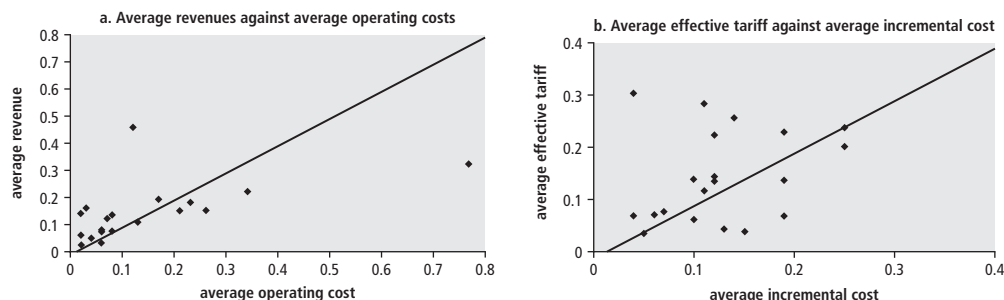 a. Average revenues against average operating costs
0.8
0.7
0.6
0.5
0.4
0.3
0.2
0.1
0
average revenue
0 0.1 0.2 0.3 0.4 0.5 0.6 0.7 0.8
average operating cost
b. Average effective tariff against average incremental cost
0.4
0.3
0.2
0.1
0
average effective tariff
0 0.1 0.2 0.3 0.4
average incremental cost